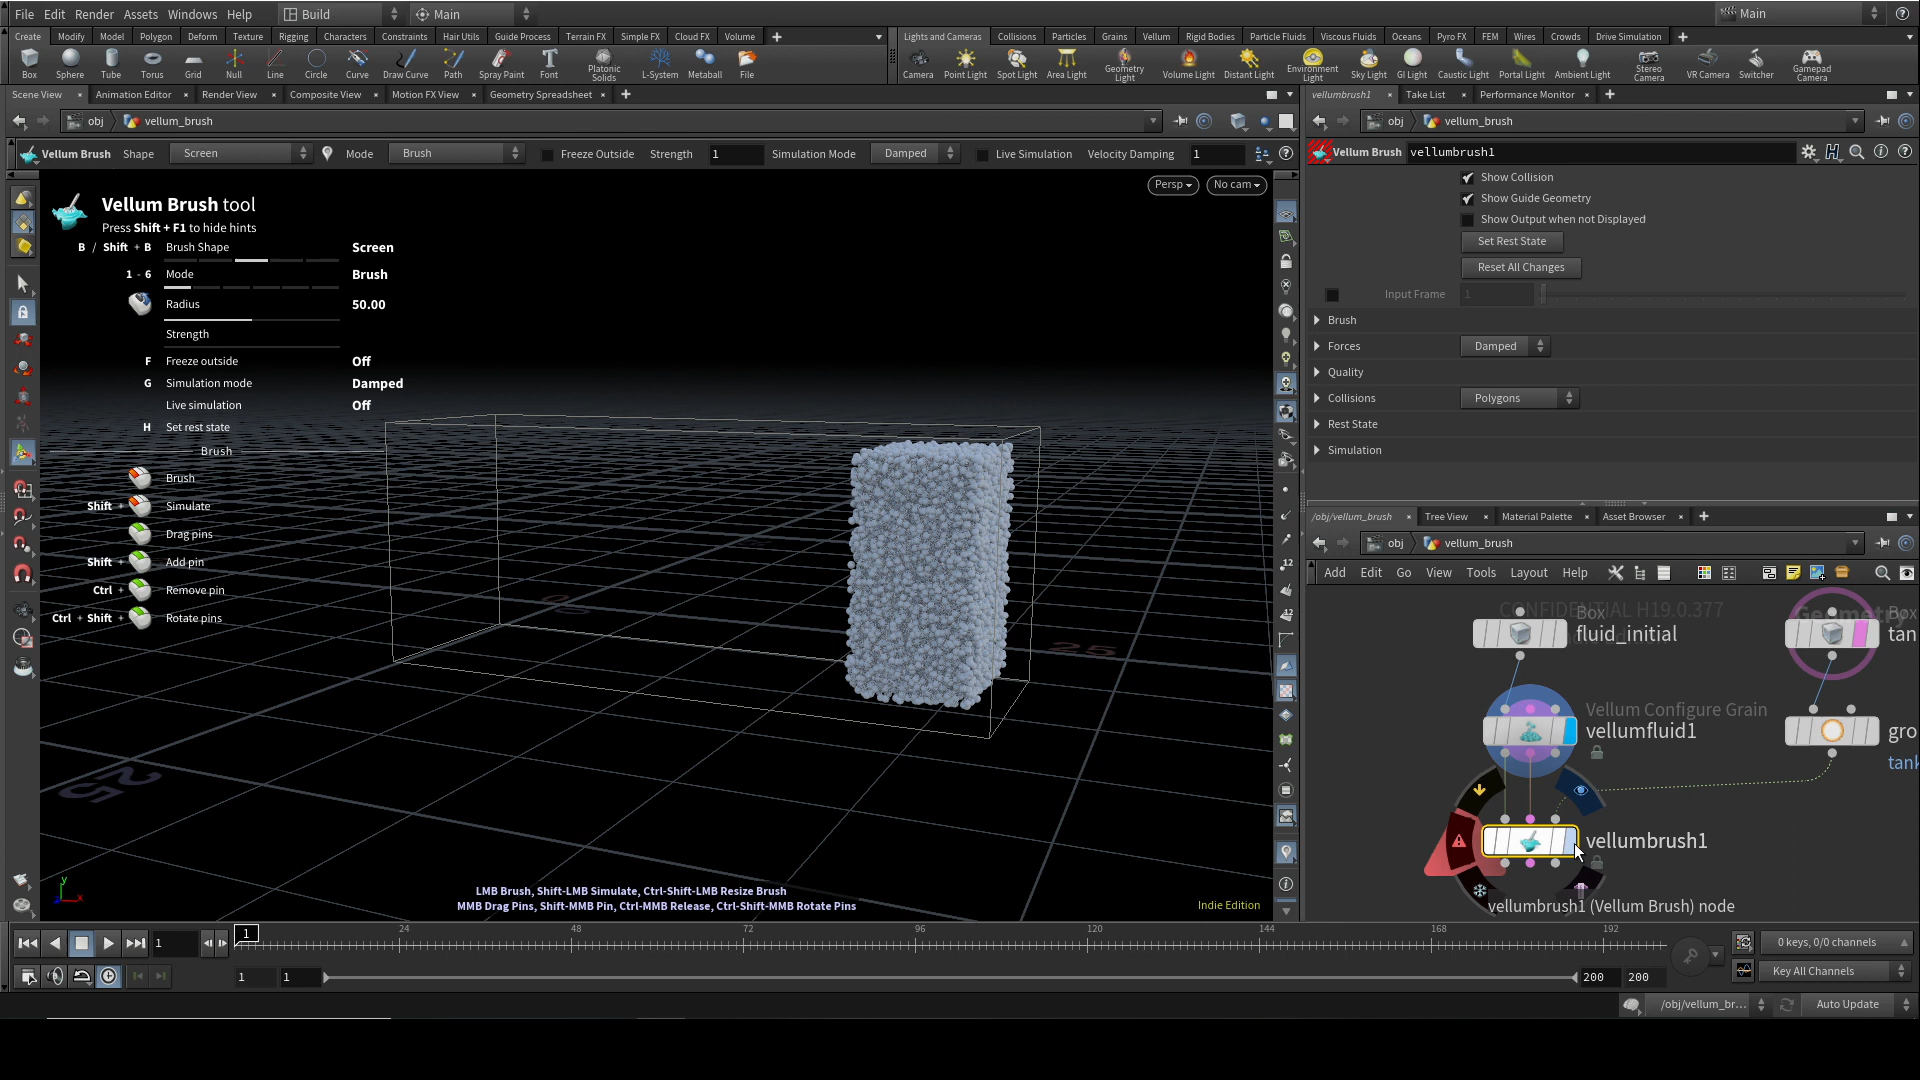 File Edit Render Assets Windows Help Build Main Main
Create Modify Model Polygon Deform Texture Rigging Characters Constraints Hair Utils Guide Process Terrain FX Simple FX Cloud FX Volume
Lights and Cameras Collisions Particles Grains Vellum Rigid Bodies Particle Fluids Viscous Fluids Oceans Pyro FX FEM Wires Crowds Drive Simulation
Box Sphere Tube Torus Grid Null Line Circle Curve Draw Curve Path Spray Paint Font Platonic Solids L-System Metaball File
Camera Point Light Spot Light Area Light Geometry Light Volume Light Distant Light Environment Light Sky Light GI Light Caustic Light Portal Light Ambient Light Stereo Camera VR Camera Switcher Gamepad Camera
Scene View Animation Editor Render View Composite View Motion FX View Geometry Spreadsheet
vellumbrush1 Take List Performance Monitor
obj vellum_brush
obj vellum_brush
Vellum Brush Shape Screen Mode Brush Freeze Outside Strength 1 Simulation Mode Damped Live Simulation Velocity Damping 1
Vellum Brush vellumbrush1
Persp No cam
Vellum Brush tool
Press Shift + F1 to hide hints
B / Shift + B Brush Shape Screen
1 - 6 Mode Brush
Radius 50.00
Strength
F Freeze outside Off
G Simulation mode Damped
Live simulation Off
H Set rest state
Brush
Brush
Shift + Simulate
Drag pins
Shift + Add pin
Ctrl + Remove pin
Ctrl + Shift + Rotate pins
25
25
LMB Brush, Shift-LMB Simulate, Ctrl-Shift-LMB Resize Brush
MMB Drag Pins, Shift-MMB Pin, Ctrl-MMB Release, Ctrl-Shift-MMB Rotate Pins
Indie Edition
y
x
12
12
Show Collision
Show Guide Geometry
Show Output when not Displayed
Set Rest State
Reset All Changes
Input Frame 1
Brush
Forces Damped
Quality
Collisions Polygons
Rest State
Simulation
/obj/vellum_brush Tree View Material Palette Asset Browser
obj vellum_brush
Add Edit Go View Tools Layout Help
CONFIDENTIAL H19.0.377
Geometry
Box
fluid_initial
Box
tan
Vellum Configure Grain
vellumfluid1
gro
tank
vellumbrush1
vellumbrush1 (Vellum Brush) node
1
1 24 48 72 96 120 144 168 192
0 keys, 0/0 channels
1 1 200 200
Key All Channels
/obj/vellum_br... Auto Update